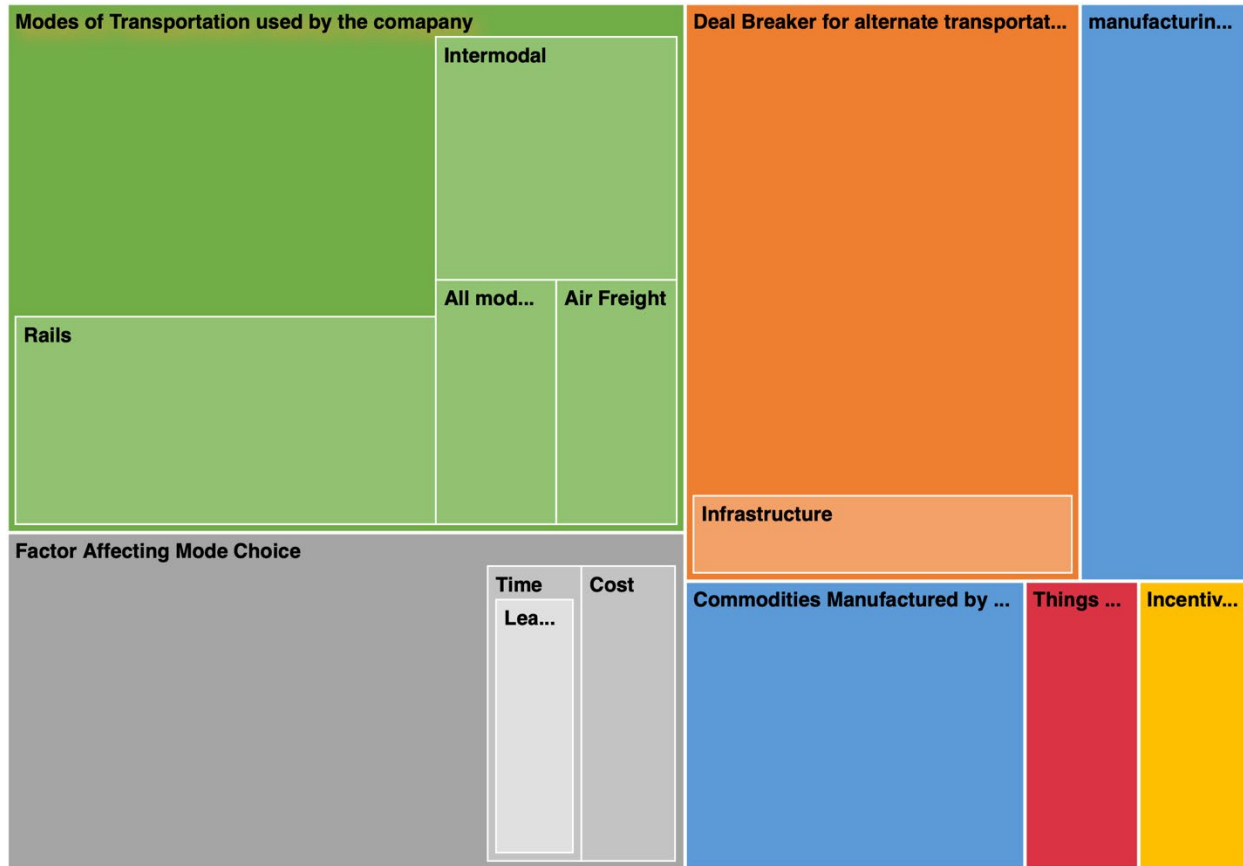 Modes of Transportation used by the comapany
Intermodal
All mod...
Air Freight
Rails
Factor Affecting Mode Choice
Time
Cost
Lea...
Deal Breaker for alternate transportat...
manufacturin...
Infrastructure
Commodities Manufactured by ...
Things ...
Incentiv...